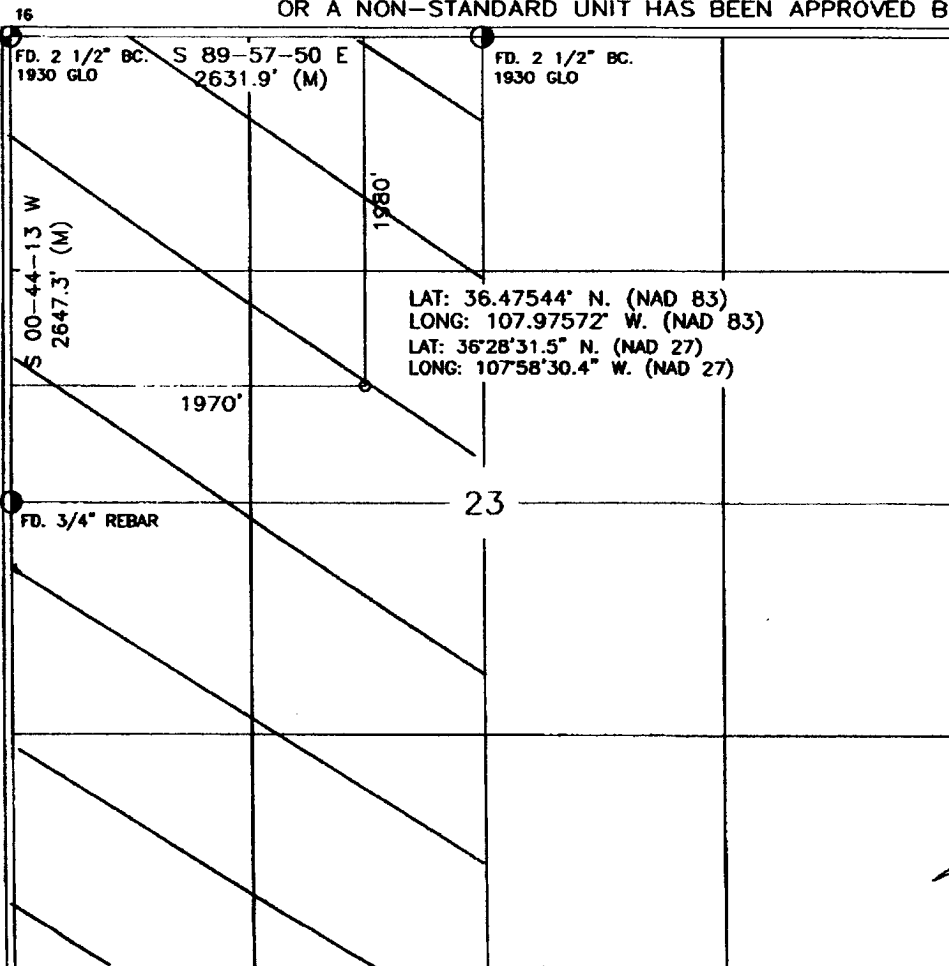 16
OR A NON-STANDARD UNIT HAS BEEN APPROVED B
FD. 2 1/2" BC.
1930 GLO
S 89-57-50 E
2631.9' (M)
FD. 2 1/2" BC.
1930 GLO
1980'
S 00-44-13 W
2647.3' (M)
LAT: 36.47544° N. (NAD 83)
LONG: 107.97572° W. (NAD 83)
LAT: 36°28'31.5" N. (NAD 27)
LONG: 107°58'30.4" W. (NAD 27)
1970'
23
FD. 3/4" REBAR